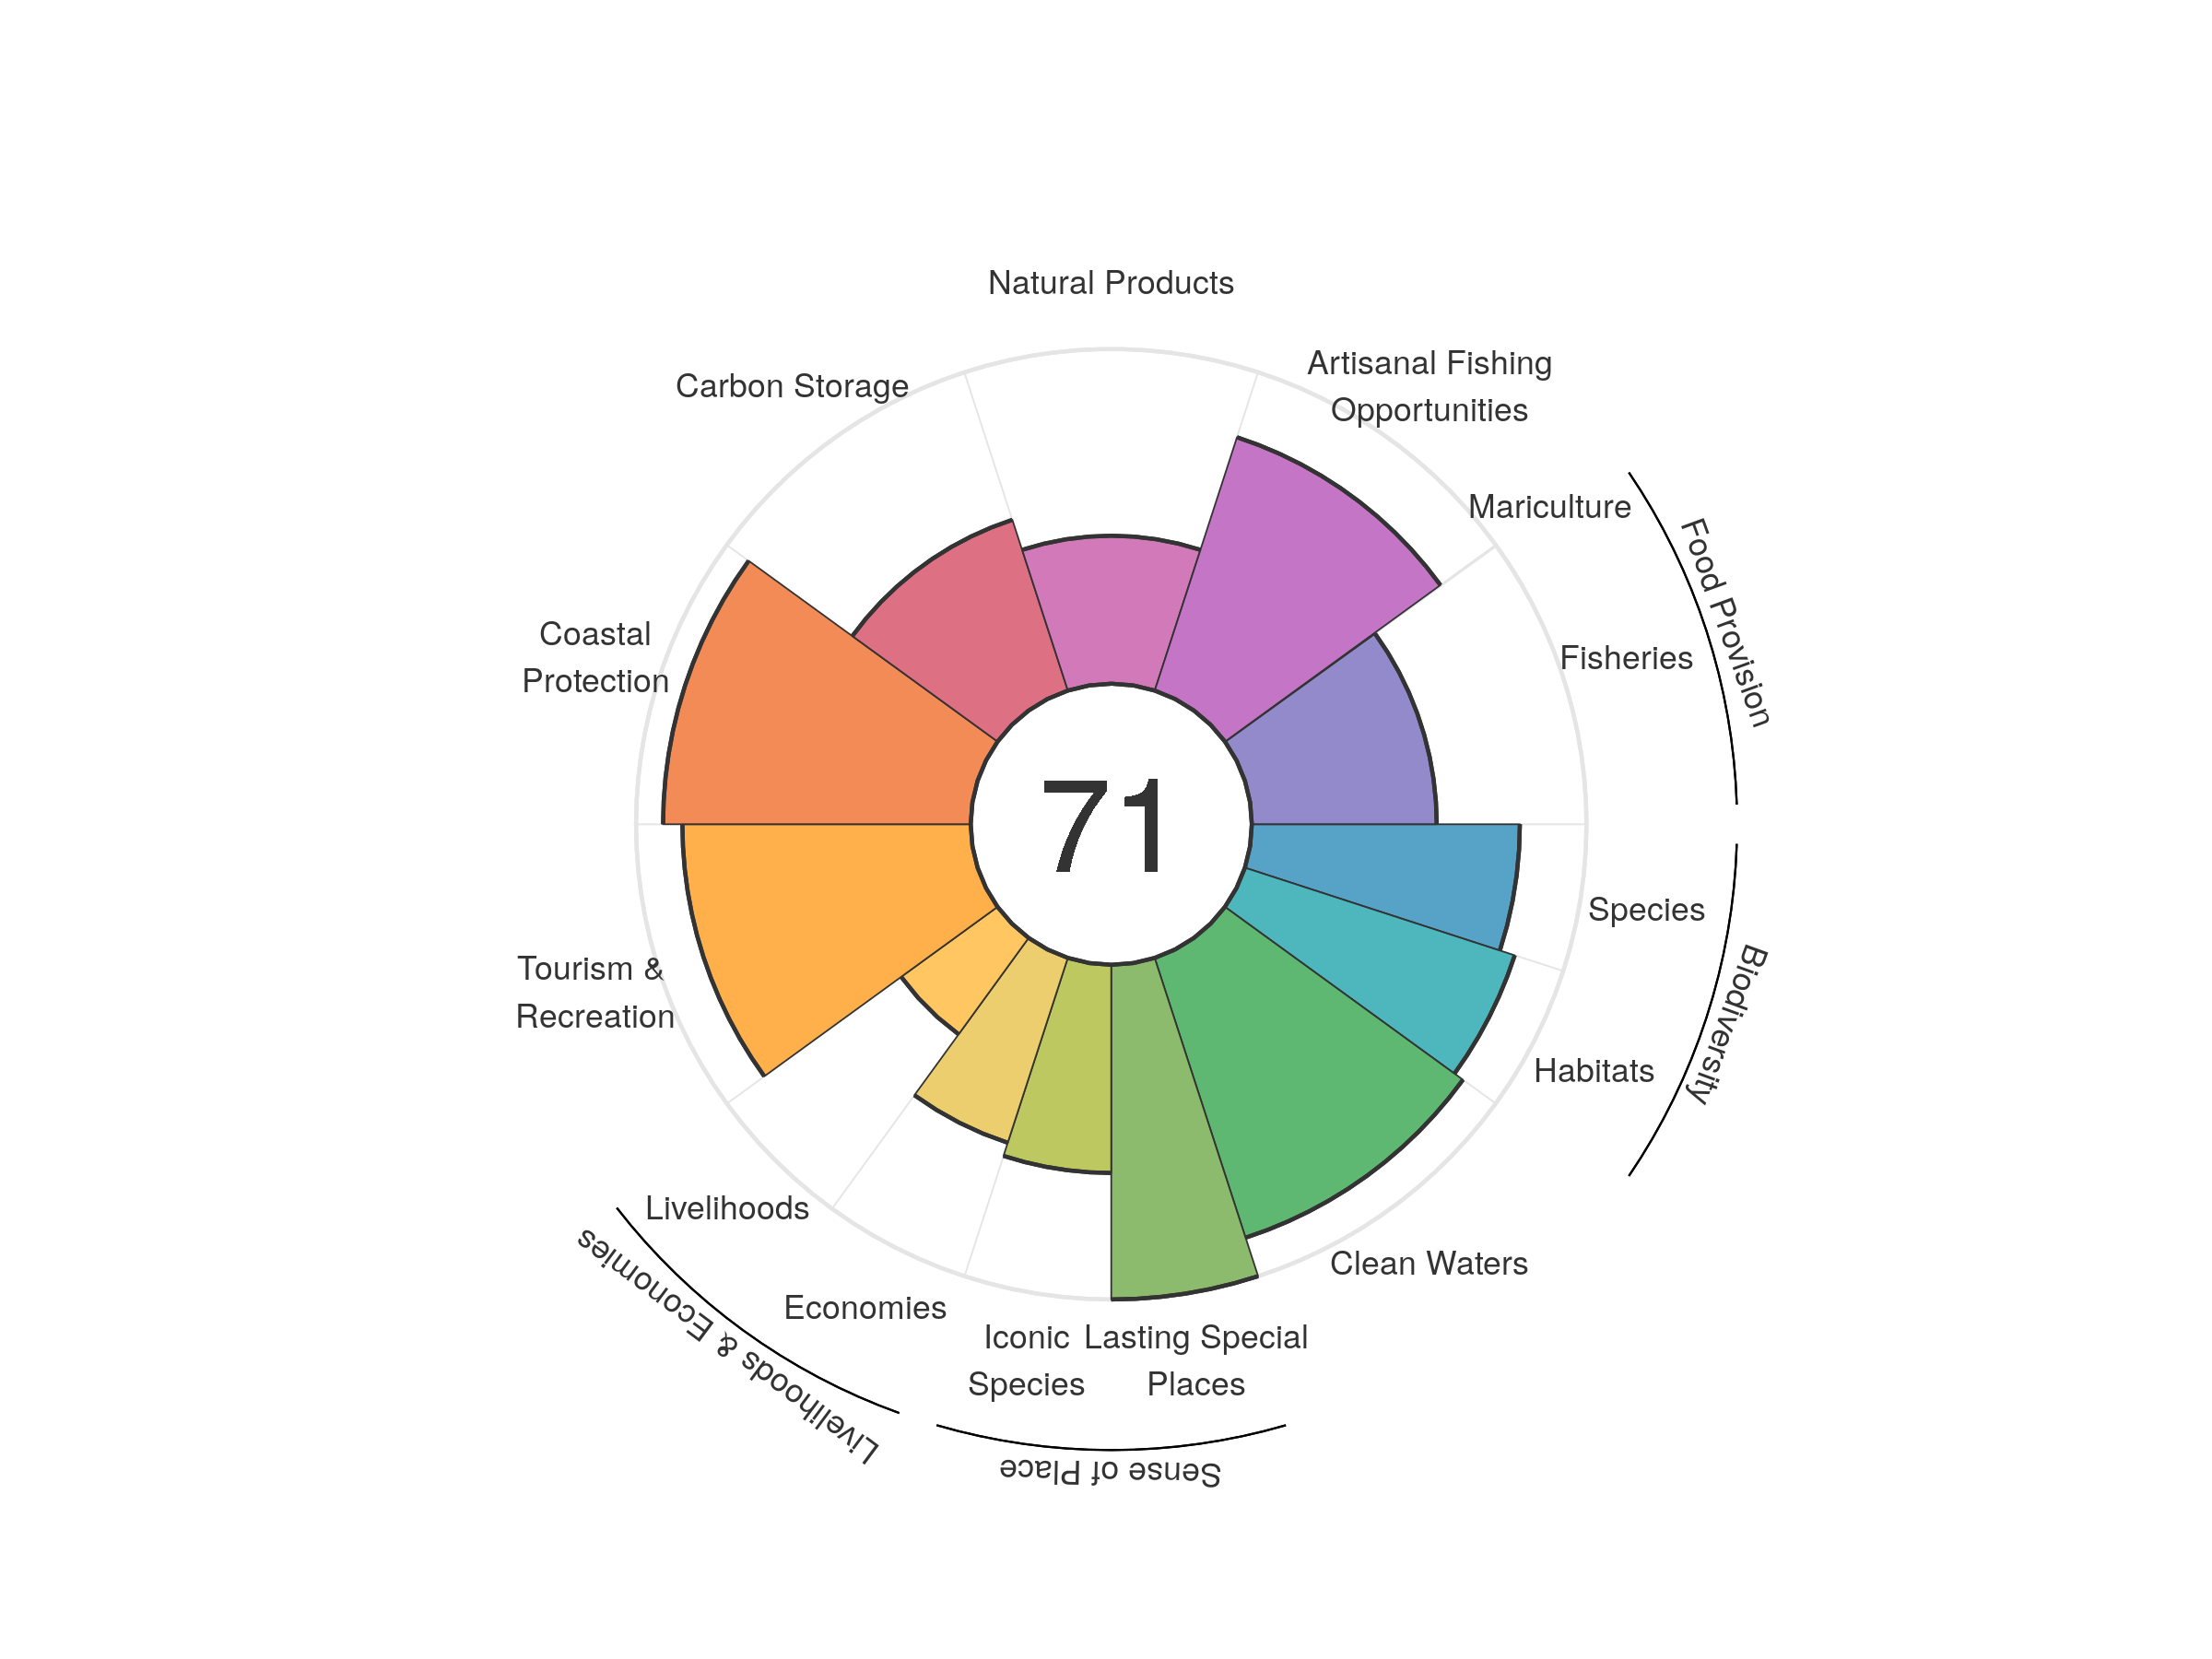 Natural Products
Artisanal Fishing
Opportunities
Carbon Storage
Mariculture
Food Provision
Fisheries
Coastal
Protection
71
Species
Biodiversity
Tourism &
Recreation
Habitats
Livelihoods
Livelihoods & Economies
Clean Waters
Economies
Iconic
Species
Lasting Special
Places
Sense of Place